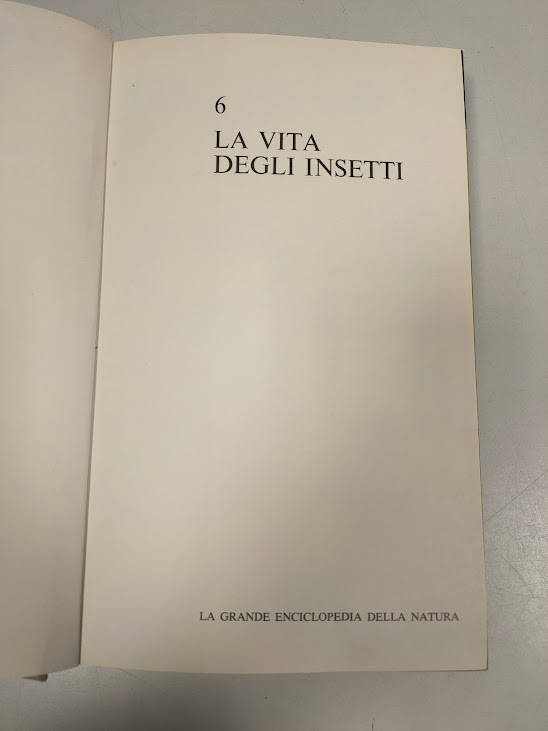 6
LA VITA
DEGLI INSETTI
LA GRANDE ENCICLOPEDIA DELLA NATURA